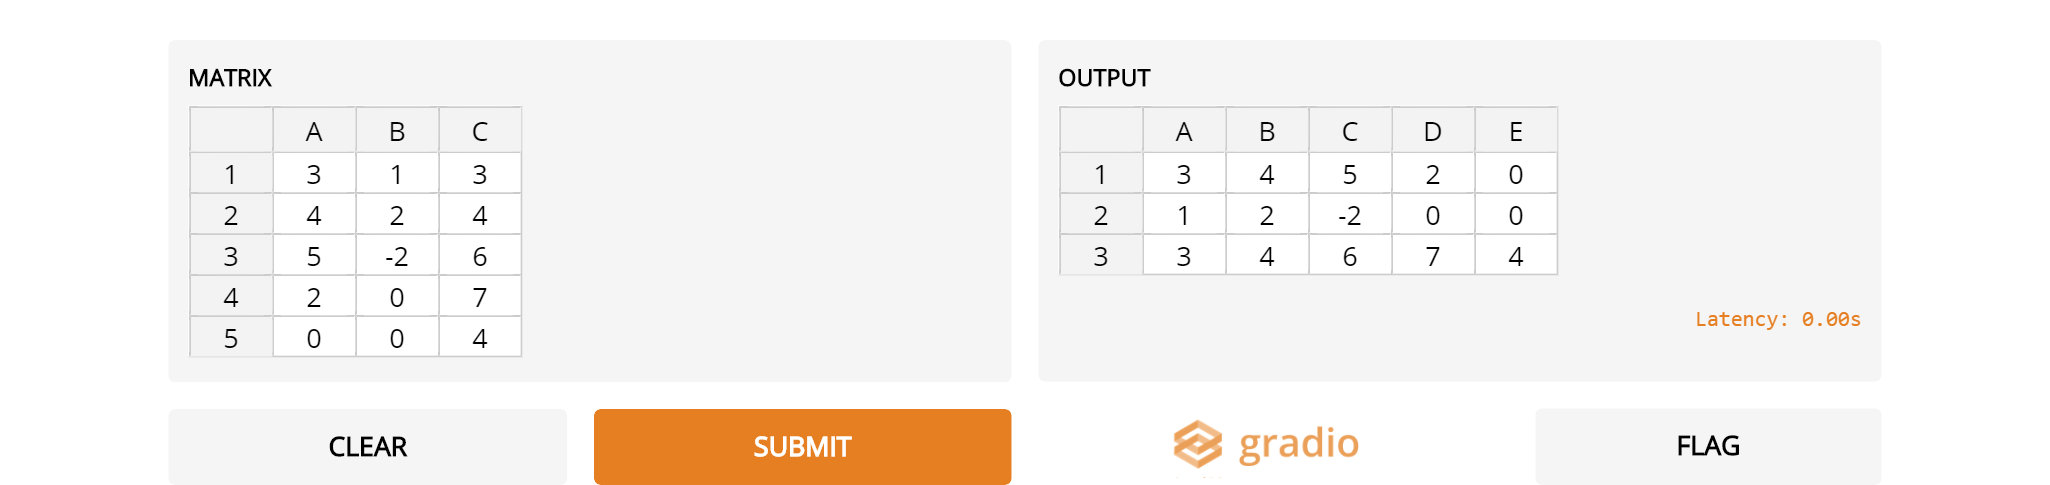 MATRIX
A B C
1 3 1 3
2 4 2 4
3 5 -2 6
4 2 0 7
5 0 0 4
OUTPUT
A B C D E
1 3 4 5 2 0
2 1 2 -2 0 0
3 3 4 6 7 4
Latency: 0.00s
CLEAR
SUBMIT
gradio
FLAG